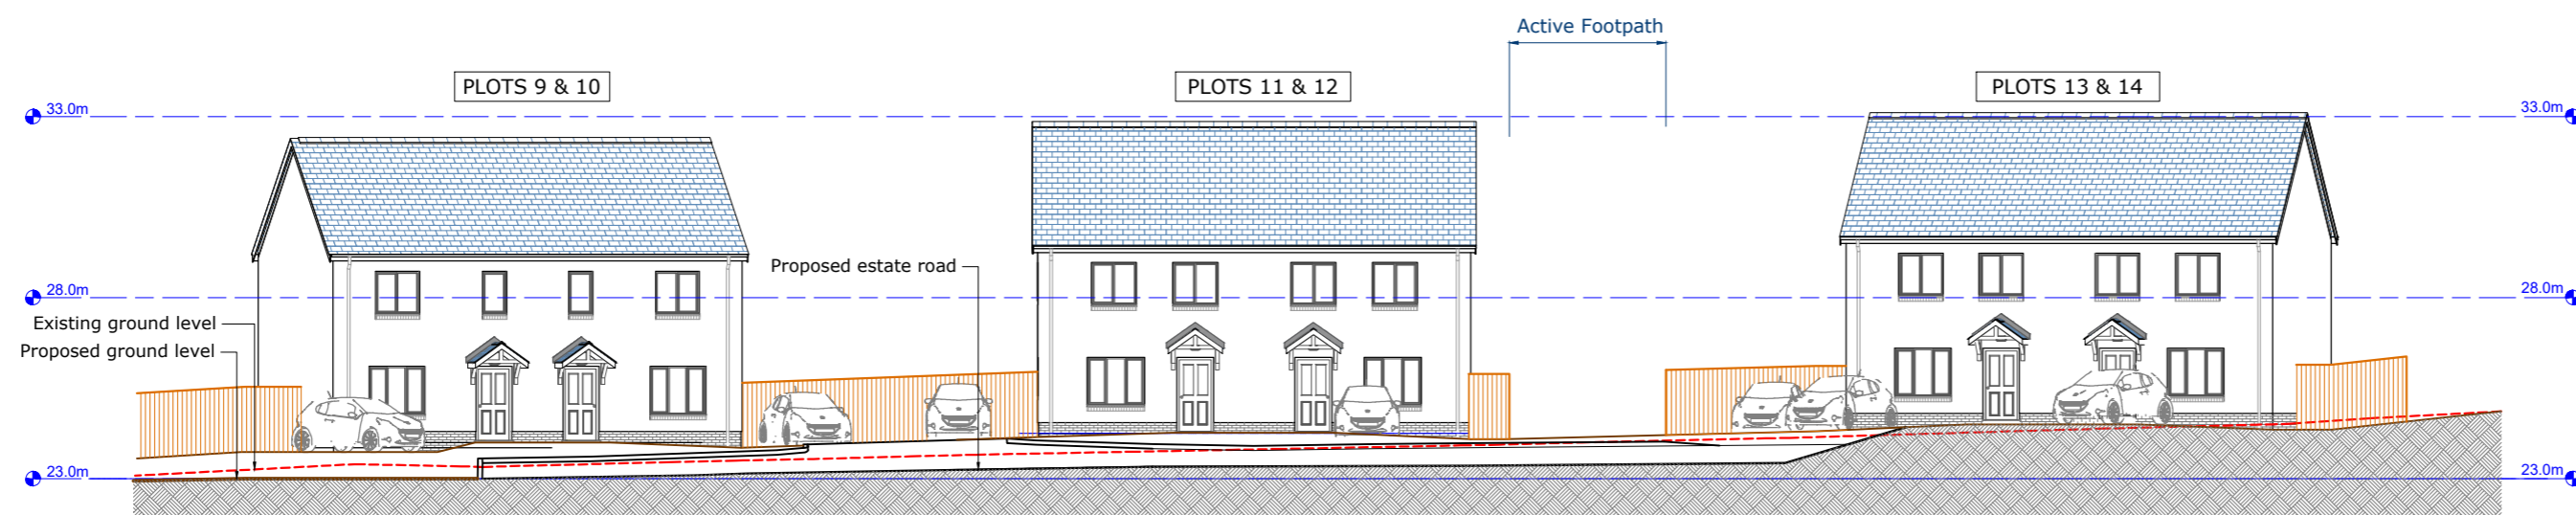 Active Footpath
PLOTS 9 & 10
PLOTS 11 & 12
PLOTS 13 & 14
33.0m
33.0m
Proposed estate road
28.0m
28.0m
Existing ground level
Proposed ground level
23.0m
23.0m